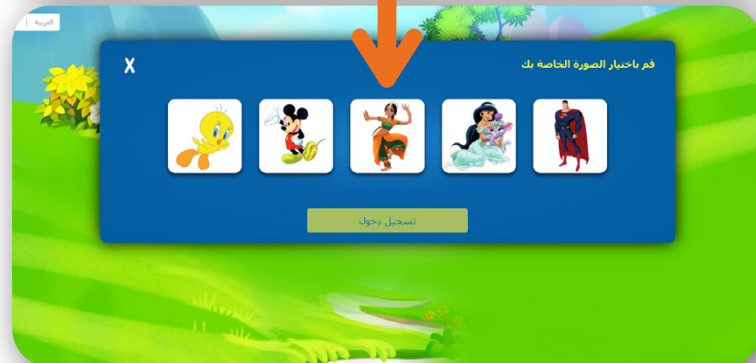 العربية |
قم باختيار الصورة الخاصة بك
X
تسجيل دخول